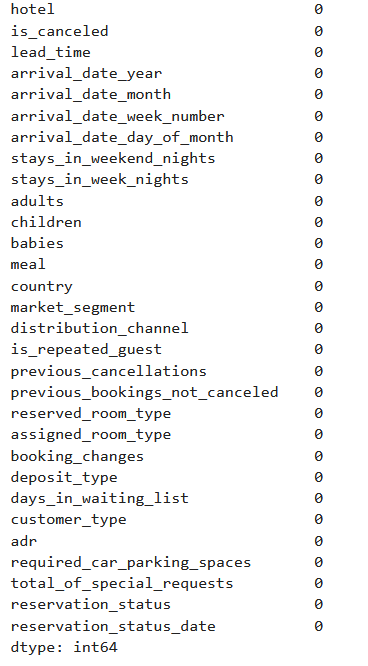 hotel 0
is_canceled 0
lead_time 0
arrival_date_year 0
arrival_date_month 0
arrival_date_week_number 0
arrival_date_day_of_month 0
stays_in_weekend_nights 0
stays_in_week_nights 0
adults 0
children 0
babies 0
meal 0
country 0
market_segment 0
distribution_channel 0
is_repeated_guest 0
previous_cancellations 0
previous_bookings_not_canceled 0
reserved_room_type 0
assigned_room_type 0
booking_changes 0
deposit_type 0
days_in_waiting_list 0
customer_type 0
adr 0
required_car_parking_spaces 0
total_of_special_requests 0
reservation_status 0
reservation_status_date 0
dtype: int64